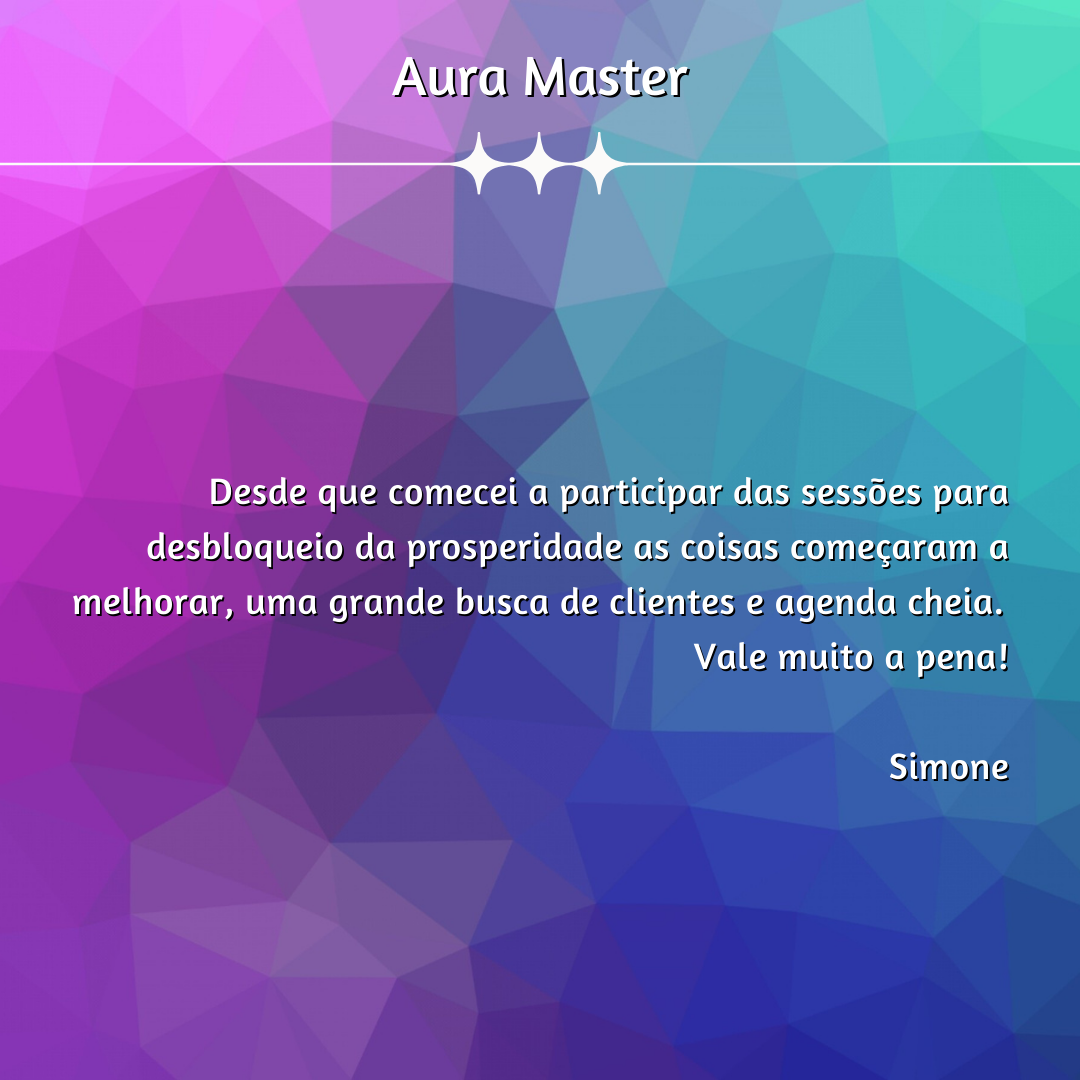 Aura Master
Desde que comecei a participar das sessões para
desbloqueio da prosperidade as coisas começaram a
melhorar, uma grande busca de clientes e agenda cheia.
Vale muito a pena!
Simone